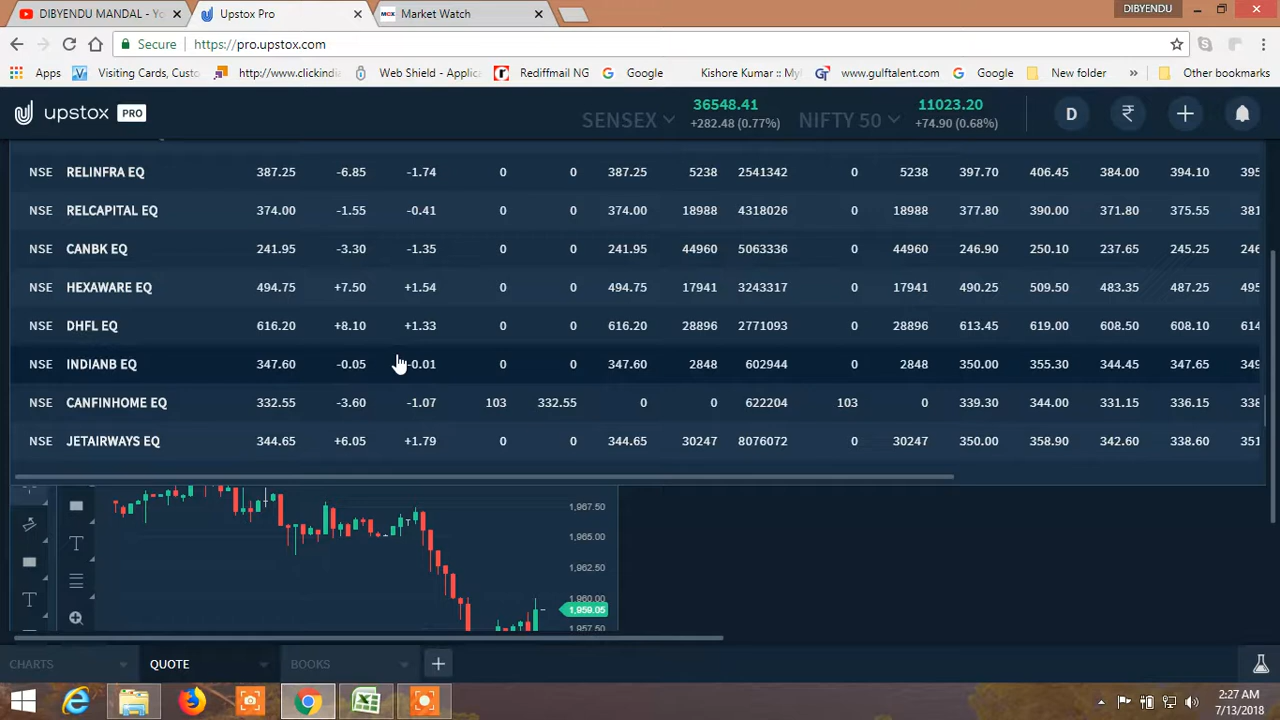 DIBYENDU MANDAL - Yo
Upstox Pro
MCX
Market Watch
DIBYENDU
Secure
https://pro.upstox.com
Apps
Visiting Cards, Custo
http://www.clickindi
Web Shield - Applica
Rediffmail NG
Google
www.gulftalent.com
Google
New folder
»
Other bookmarks
upstox PRO
SENSEX
36548.41
+282.48 (0.77%)
NIFTY 50
11023.20
+74.90 (0.68%)
D
₹
NSE RELINFRA EQ 387.25 -6.85 -1.74 0 0 387.25 5238 2541342 0 5238 397.70 406.45 384.00 394.10 395
NSE RELCAPITAL EQ 374.00 -1.55 -0.41 0 0 374.00 18988 4318026 0 18988 377.80 390.00 371.80 375.55 381
NSE CANBK EQ 241.95 -3.30 -1.35 0 0 241.95 44960 5063336 0 44960 246.90 250.10 237.65 245.25 246
NSE HEXAWARE EQ 494.75 +7.50 +1.54 0 0 494.75 17941 3243317 0 17941 490.25 509.50 483.35 487.25 495
NSE DHFL EQ 616.20 +8.10 +1.33 0 0 616.20 28896 2771093 0 28896 613.45 619.00 608.50 608.10 614
NSE INDIANB EQ 347.60 -0.05 -0.01 0 0 347.60 2848 602944 0 2848 350.00 355.30 344.45 347.65 349
NSE CANFINHOME EQ 332.55 -3.60 -1.07 103 332.55 0 0 622204 103 0 339.30 344.00 331.15 336.15 338
NSE JETAIRWAYS EQ 344.65 +6.05 +1.79 0 0 344.65 30247 8076072 0 30247 350.00 358.90 342.60 338.60 351
1,967.50
1,965.00
1,962.50
1,960.00
1,959.05
1,957.50
T
T
CHARTS
QUOTE
BOOKS
2:27 AM
7/13/2018